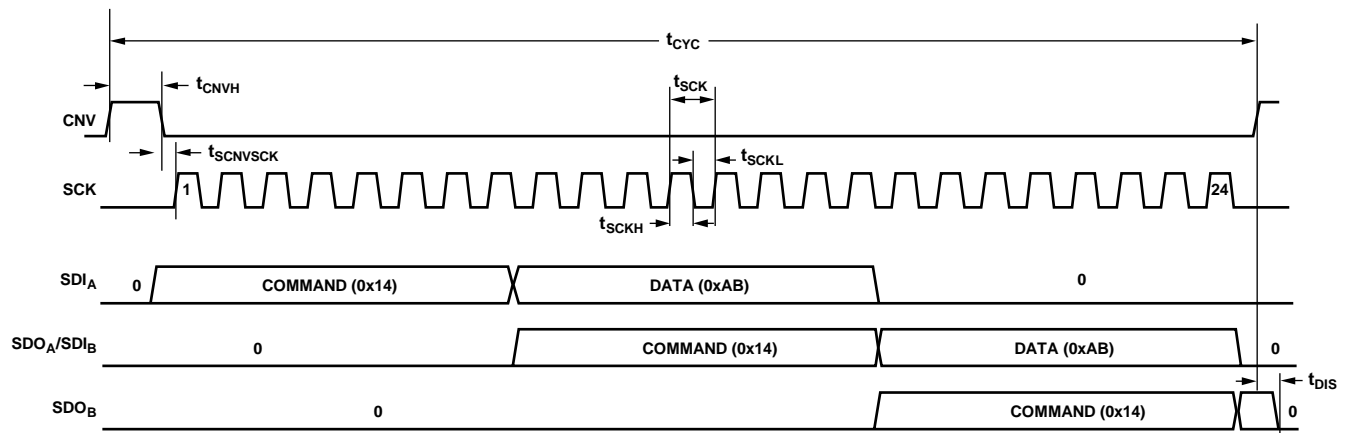 tCYC
tCNVH
tSCK
CNV
tSCNVSCK
tSCKL
SCK
1
24
tSCKH
SDIA
0
COMMAND (0x14)
DATA (0xAB)
0
SDOA/SDIB
0
COMMAND (0x14)
DATA (0xAB)
0
tDIS
SDOB
0
COMMAND (0x14)
0